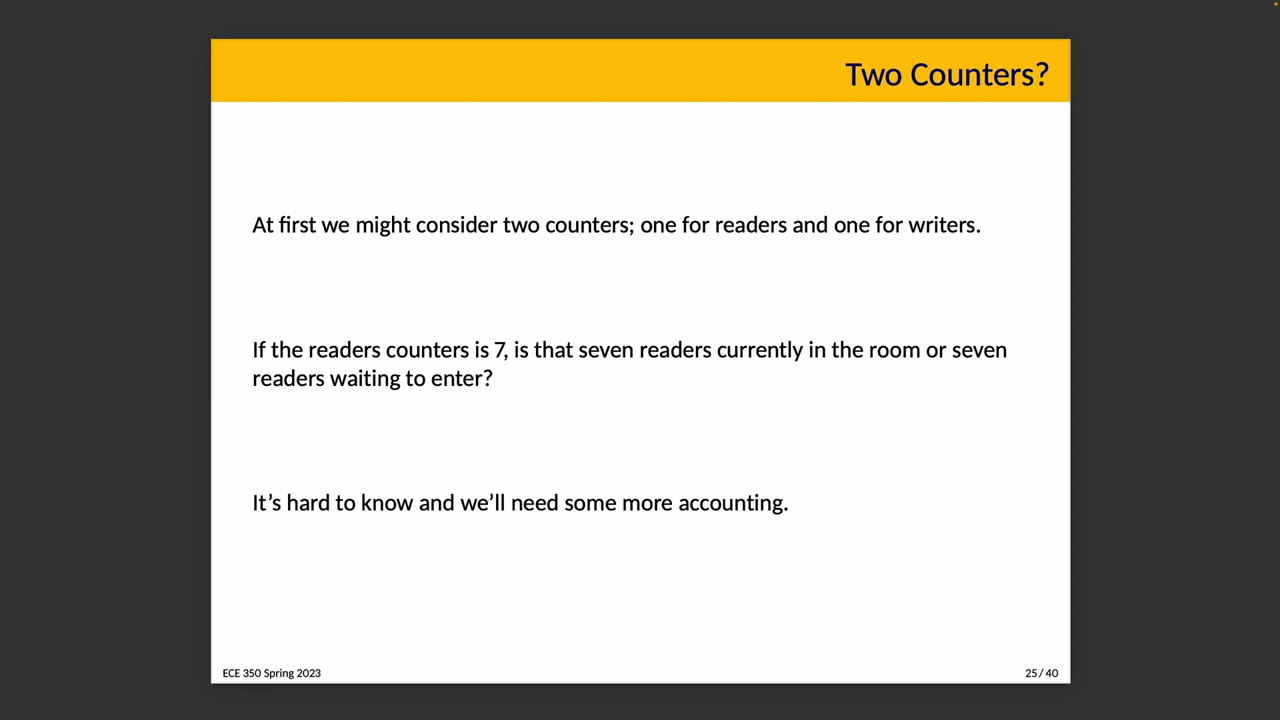 Two Counters?
At first we might consider two counters; one for readers and one for writers.
If the readers counters is 7, is that seven readers currently in the room or seven
readers waiting to enter?
It’s hard to know and we’ll need some more accounting.
ECE 350 Spring 2023
25 / 40